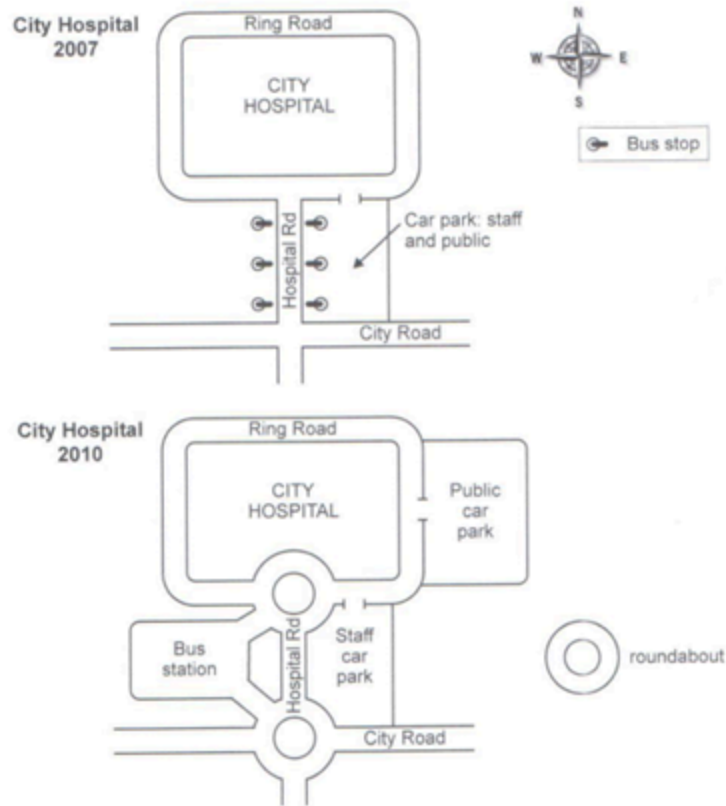 City Hospital
2007
Ring Road
CITY
HOSPITAL
N
W
E
S
Bus stop
Hospital Rd
Car park: staff
and public
City Road
City Hospital
2010
Ring Road
CITY
HOSPITAL
Public
car
park
Bus
station
Hospital Rd
Staff
car
park
roundabout
City Road